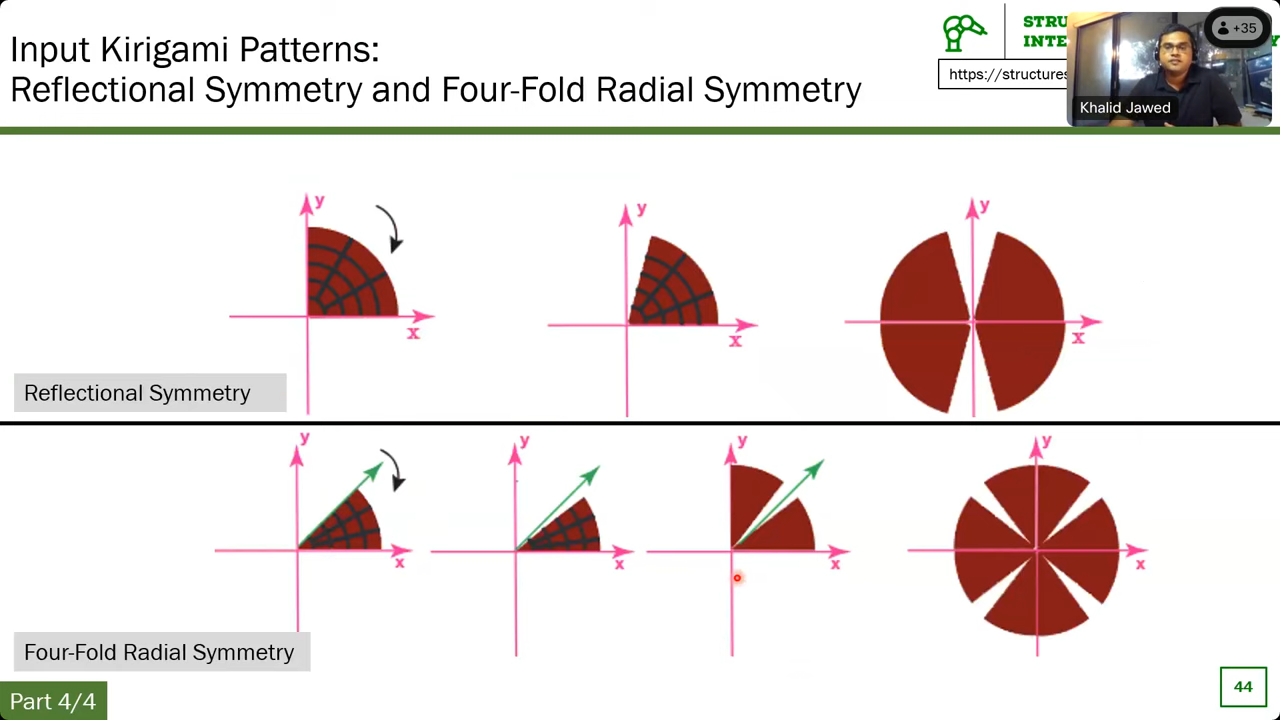 Input Kirigami Patterns:
Reflectional Symmetry and Four-Fold Radial Symmetry
STRU
INTE
Y
https://structures
+35
Khalid Jawed
y
x
y
x
y
x
Reflectional Symmetry
y
x
y
x
y
x
y
x
Four-Fold Radial Symmetry
Part 4/4
44